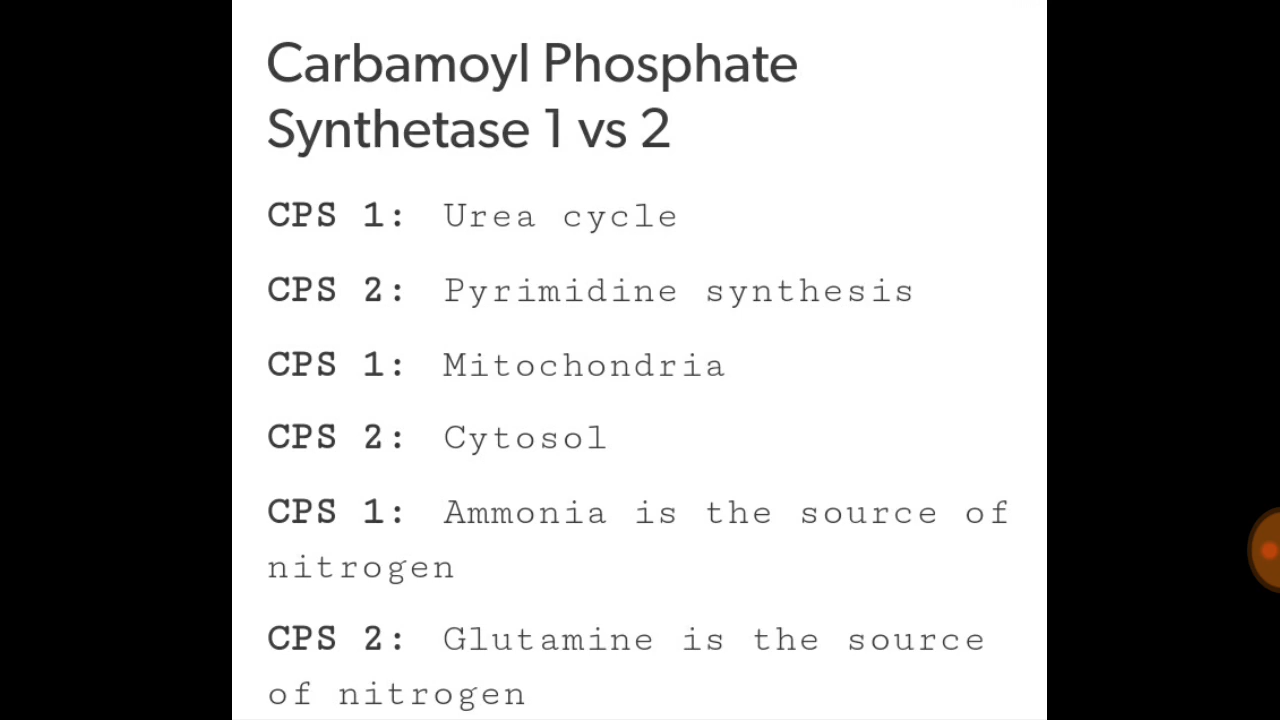 Carbamoyl Phosphate
Synthetase 1 vs 2
CPS 1: Urea cycle
CPS 2: Pyrimidine synthesis
CPS 1: Mitochondria
CPS 2: Cytosol
CPS 1: Ammonia is the source of
nitrogen
CPS 2: Glutamine is the source
of nitrogen